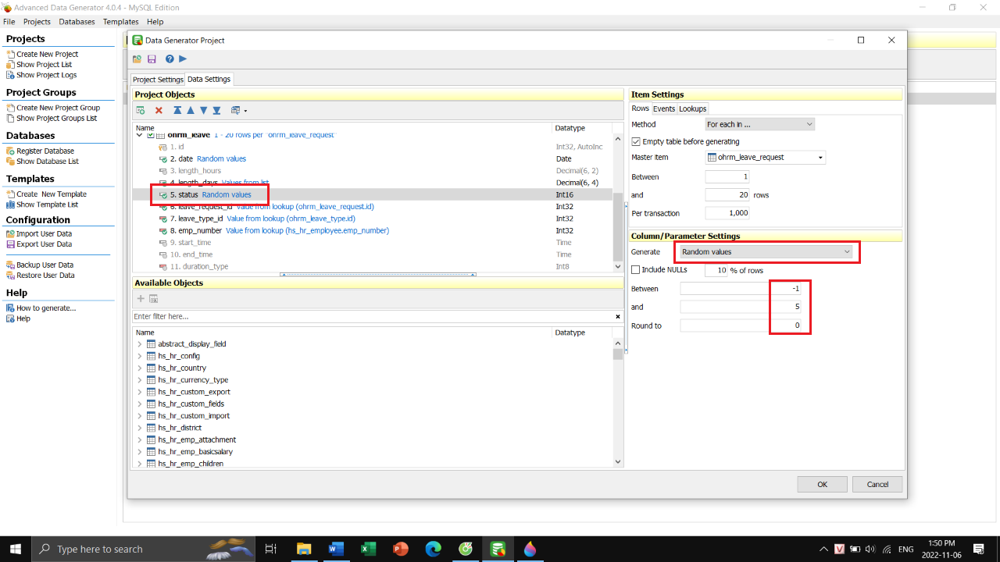 Advanced Data Generator 4.0.4 - MySQL Edition
File Projects Databases Templates Help
Projects
Create New Project
Show Project List
Show Project Logs
Project Groups
Create New Project Group
Show Project Groups List
Databases
Register Database
Show Database List
Templates
Create New Template
Show Template List
Configuration
Import User Data
Export User Data
Backup User Data
Restore User Data
Help
How to generate...
Help
Data Generator Project
Project Settings Data Settings
Project Objects
Name Datatype
ohrm_leave 1 - 20 rows per "ohrm_leave_request"
1. id Int32, AutoInc
2. date Random values Date
3. length_hours Decimal(6, 2)
4. length_days Values from list Decimal(6, 4)
5. status Random values Int16
6. leave_request_id Value from lookup (ohrm_leave_request.id) Int32
7. leave_type_id Value from lookup (ohrm_leave_type.id) Int32
8. emp_number Value from lookup (hs_hr_employee.emp_number) Int32
9. start_time Time
10. end_time Time
11. duration_type Int8
Available Objects
Enter filter here...
Name Datatype
abstract_display_field
hs_hr_config
hs_hr_country
hs_hr_currency_type
hs_hr_custom_export
hs_hr_custom_fields
hs_hr_custom_import
hs_hr_district
hs_hr_emp_attachment
hs_hr_emp_basicsalary
hs_hr_emp_children
Item Settings
Rows Events Lookups
Method For each in ...
Empty table before generating
Master item ohrm_leave_request
Between 1
and 20 rows
Per transaction 1,000
Column/Parameter Settings
Generate Random values
Include NULLs 10 % of rows
Between -1
and 5
Round to 0
OK Cancel
Type here to search
ENG
1:50 PM
2022-11-06